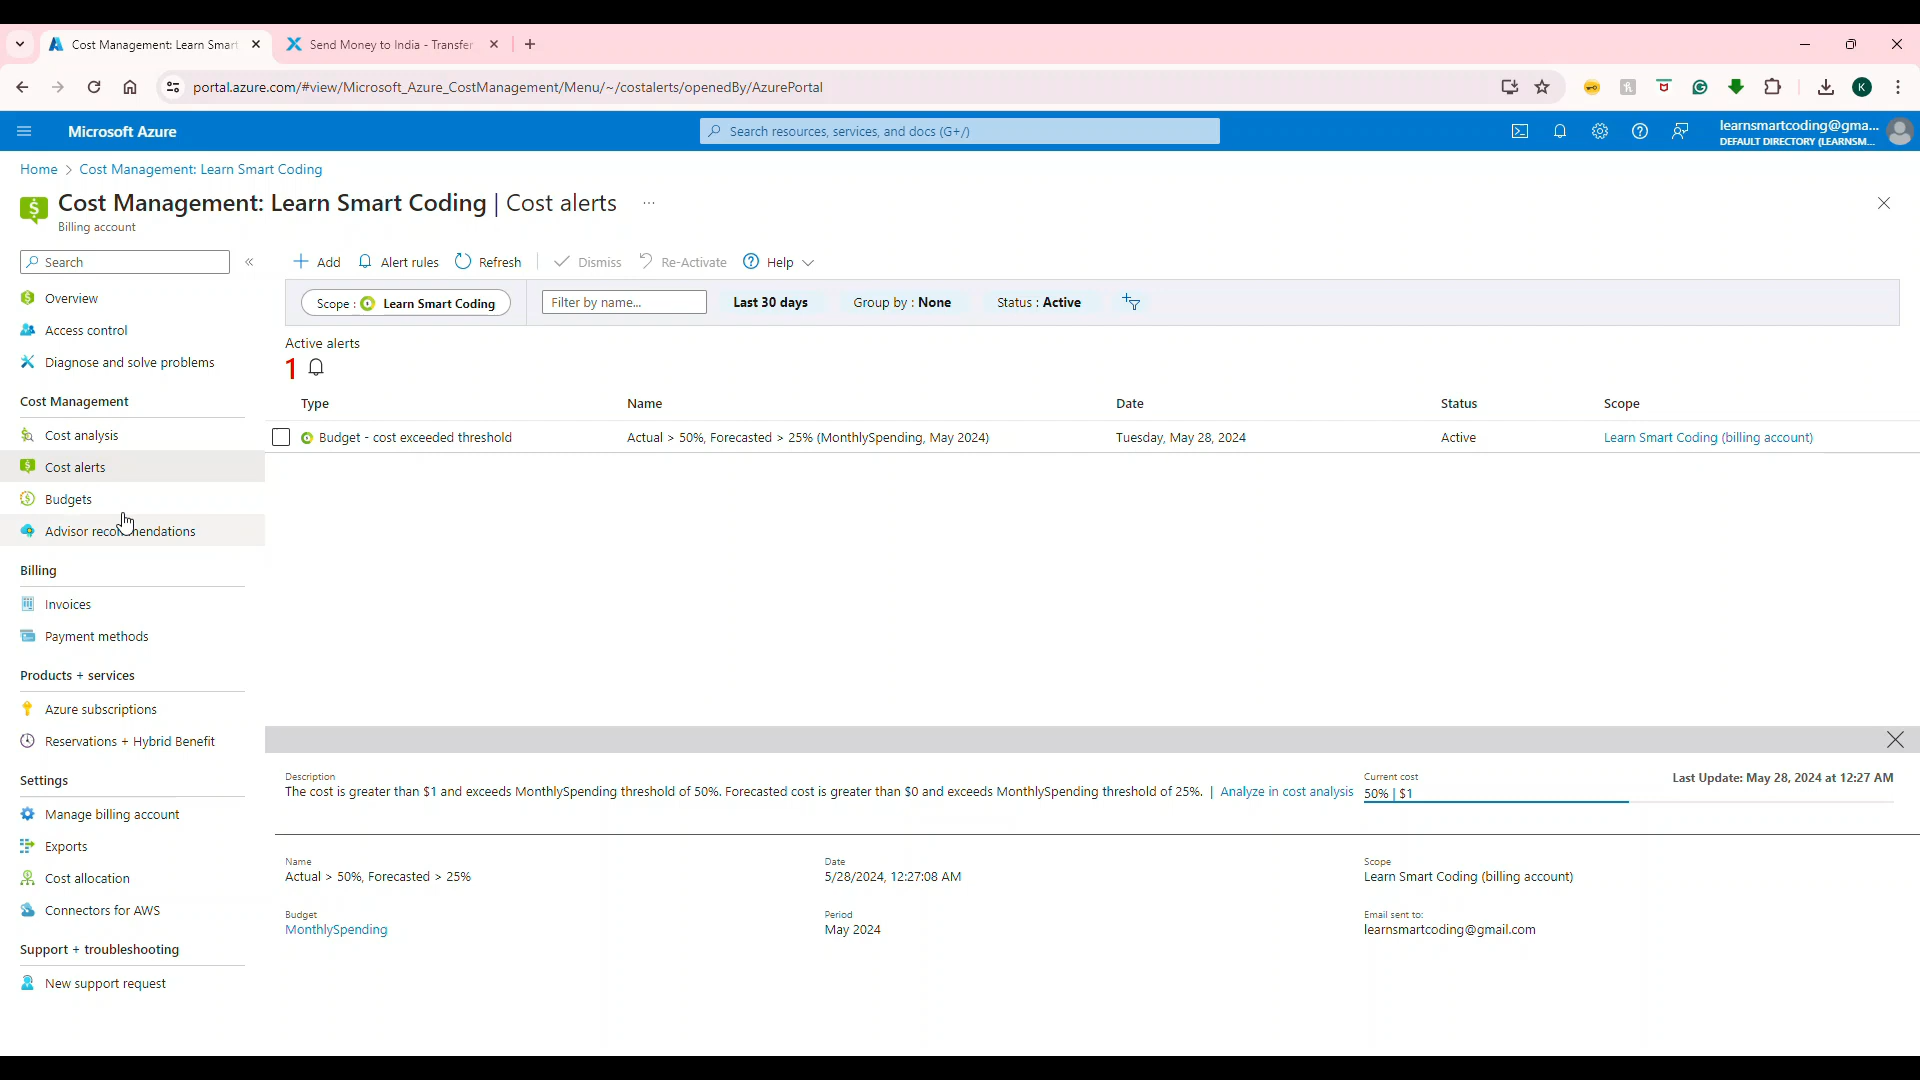 Cost Management: Learn Smart
Send Money to India - Transfer
portal.azure.com/#view/Microsoft_Azure_CostManagement/Menu/~/costalerts/openedBy/AzurePortal
K
Microsoft Azure
Search resources, services, and docs (G+/)
learnsmartcoding@gma...
DEFAULT DIRECTORY (LEARNSM...
Home > Cost Management: Learn Smart Coding
Cost Management: Learn Smart Coding | Cost alerts ...
Billing account
Search
«
Add
Alert rules
Refresh
Dismiss
Re-Activate
Help
Overview
Access control
Diagnose and solve problems
Cost Management
Cost analysis
Cost alerts
Budgets
Advisor recommendations
Billing
Invoices
Payment methods
Products + services
Azure subscriptions
Reservations + Hybrid Benefit
Settings
Manage billing account
Exports
Cost allocation
Connectors for AWS
Support + troubleshooting
New support request
Scope : Learn Smart Coding
Filter by name...
Last 30 days
Group by : None
Status : Active
Active alerts
1
Type Name Date Status Scope
Budget - cost exceeded threshold Actual > 50%, Forecasted > 25% (MonthlySpending, May 2024) Tuesday, May 28, 2024 Active Learn Smart Coding (billing account)
Description
The cost is greater than $1 and exceeds MonthlySpending threshold of 50%. Forecasted cost is greater than $0 and exceeds MonthlySpending threshold of 25%. | Analyze in cost analysis
Current cost
50% | $1
Last Update: May 28, 2024 at 12:27 AM
Name
Actual > 50%, Forecasted > 25%
Date
5/28/2024, 12:27:08 AM
Scope
Learn Smart Coding (billing account)
Budget
MonthlySpending
Period
May 2024
Email sent to:
learnsmartcoding@gmail.com